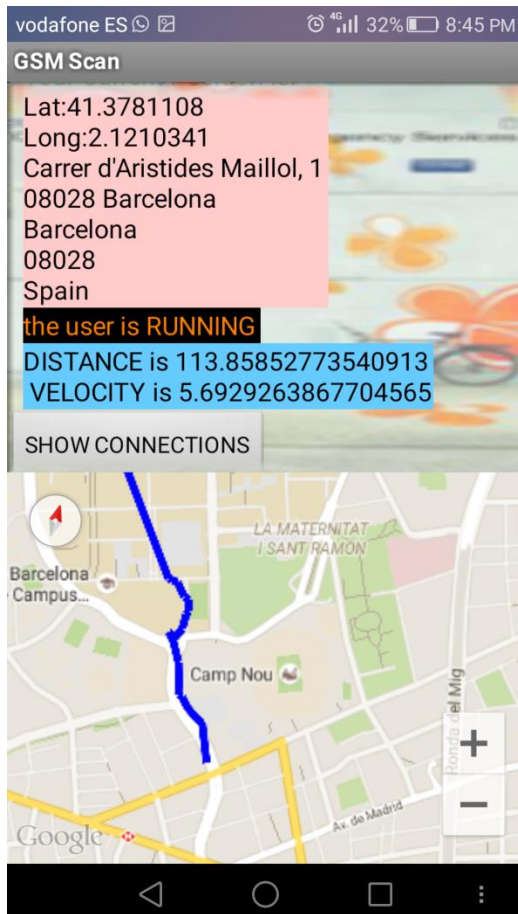 vodafone ES 4G 32% 8:45 PM
GSM Scan
Lat:41.3781108
Long:2.1210341
Carrer d'Aristides Maillol, 1
08028 Barcelona
Barcelona
08028
Spain
the user is RUNNING
DISTANCE is 113.85852773540913
VELOCITY is 5.6929263867704565
SHOW CONNECTIONS
LA MATERNITAT
I SANT RAMON
Barcelona
Campus...
Camp Nou
Ronda del Mig
+
−
Av. de Madrid
Google